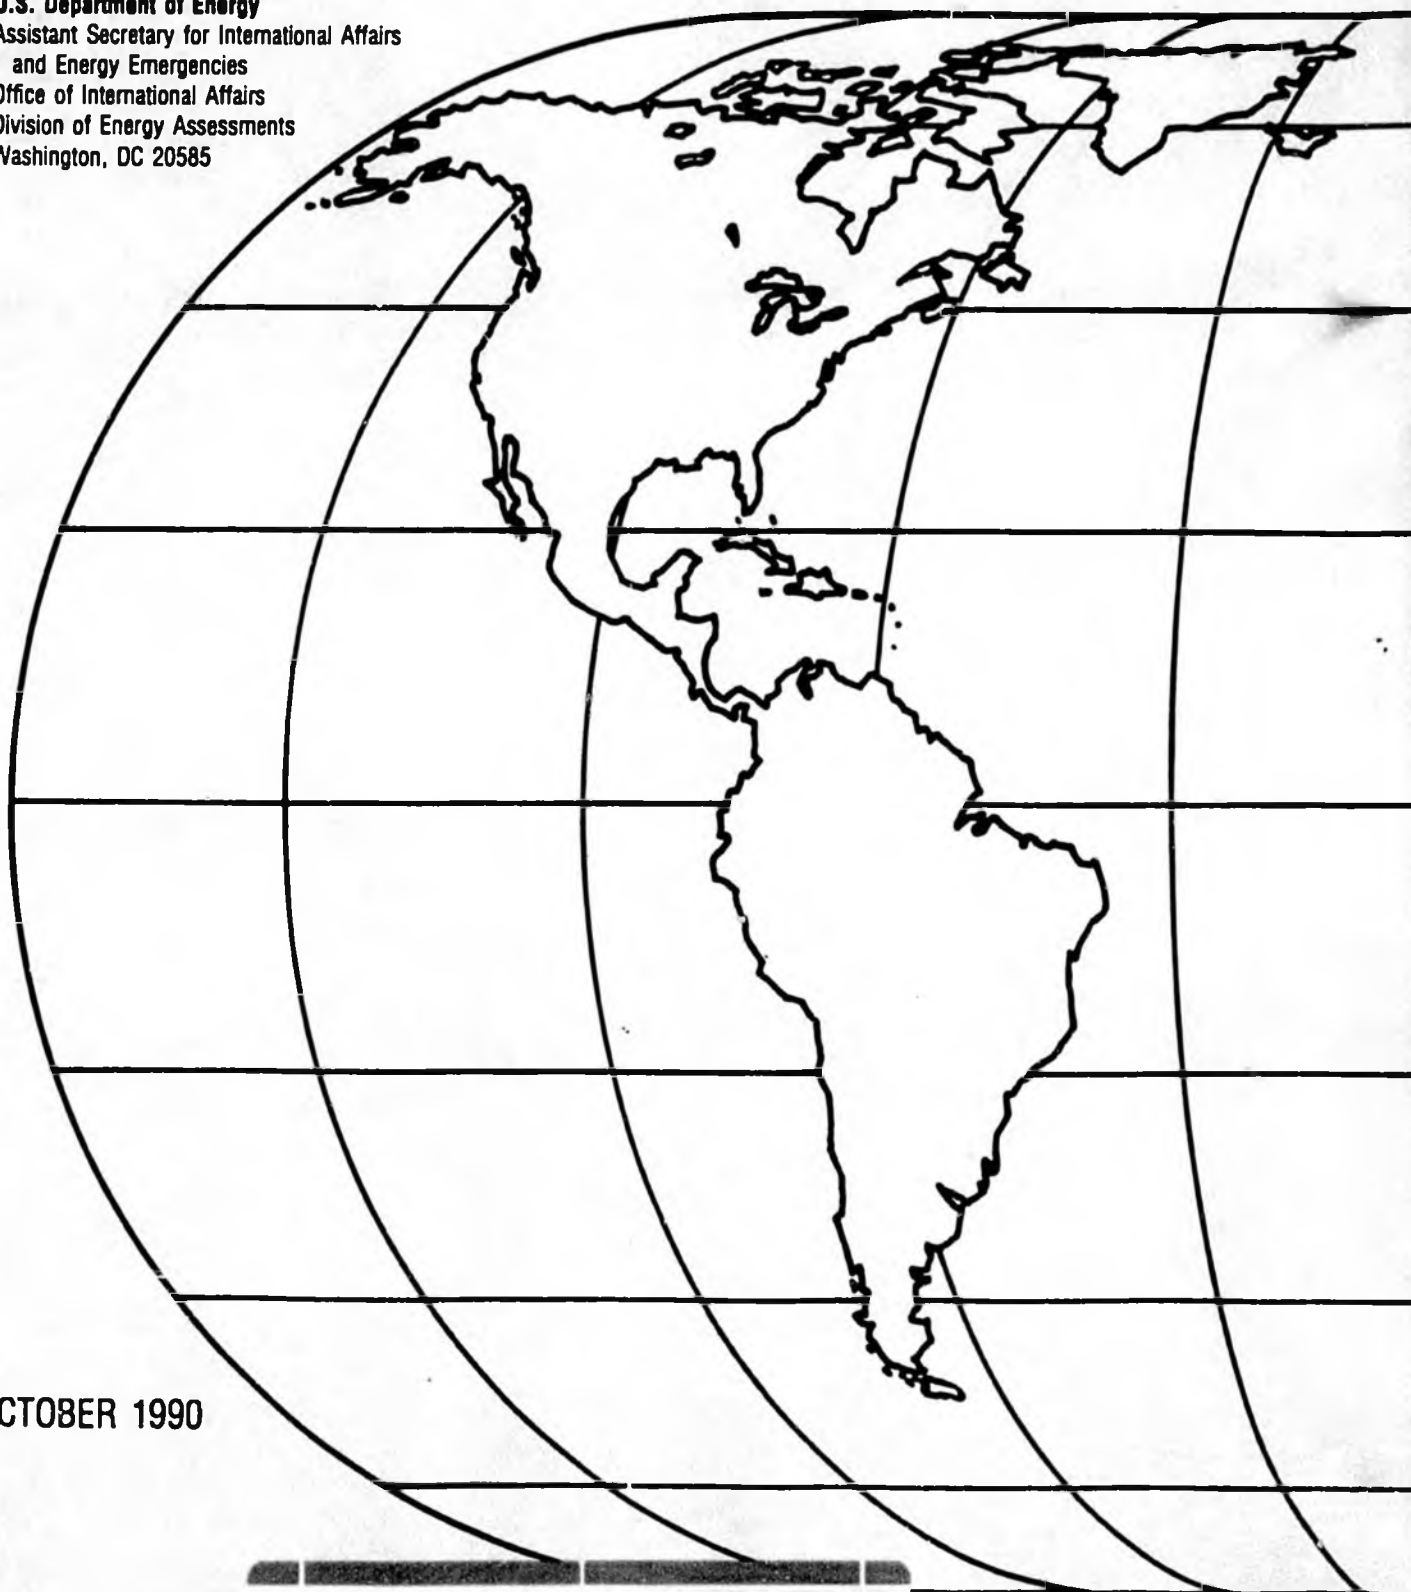 U.S. Department of Energy
Assistant Secretary for International Affairs
and Energy Emergencies
Office of International Affairs
Division of Energy Assessments
Washington, DC 20585
CTOBER 1990